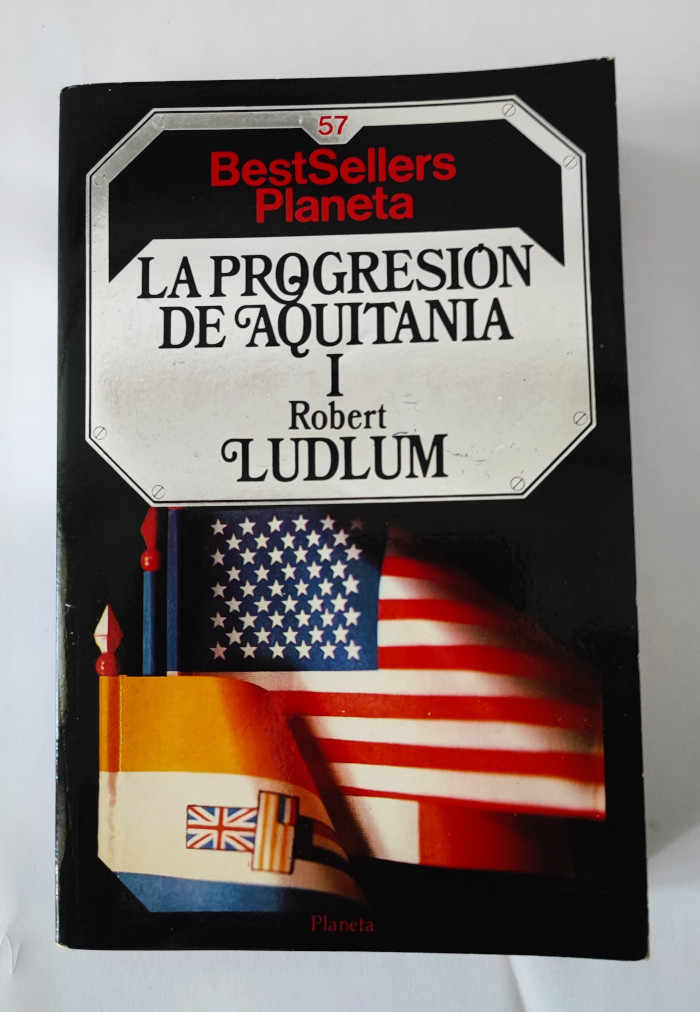 57
BestSellers
Planeta
LA PROGRESIÓN
DE AQUITANIA
I
Robert
LUDLUM
Planeta